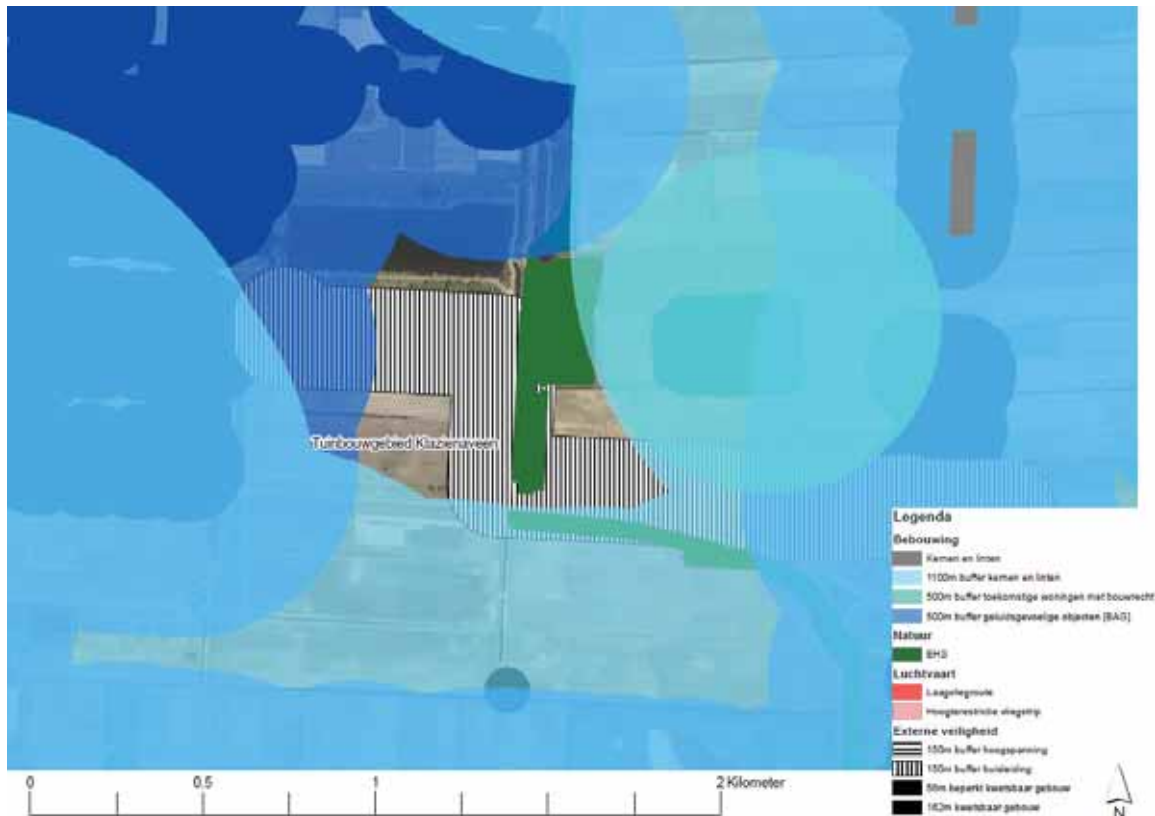 Tuinbouwgebied Klazienaveen
Legenda
Bebouwing
Kernen en linten
1100m buffer kernen en linten
500m buffer toekomstige woningen met bouwrecht
500m buffer geluidsgevoelige objecten [BAG]
Natuur
EHS
Luchtvaart
Laagvliegroute
Hoogterestrictie vliegstrip
Externe veiligheid
150m buffer hoogspanning
150m buffer buisleiding
56m beperkt kwetsbaar gebouw
162m kwetsbaar gebouw
0 0.5 1 2 Kilometer
N